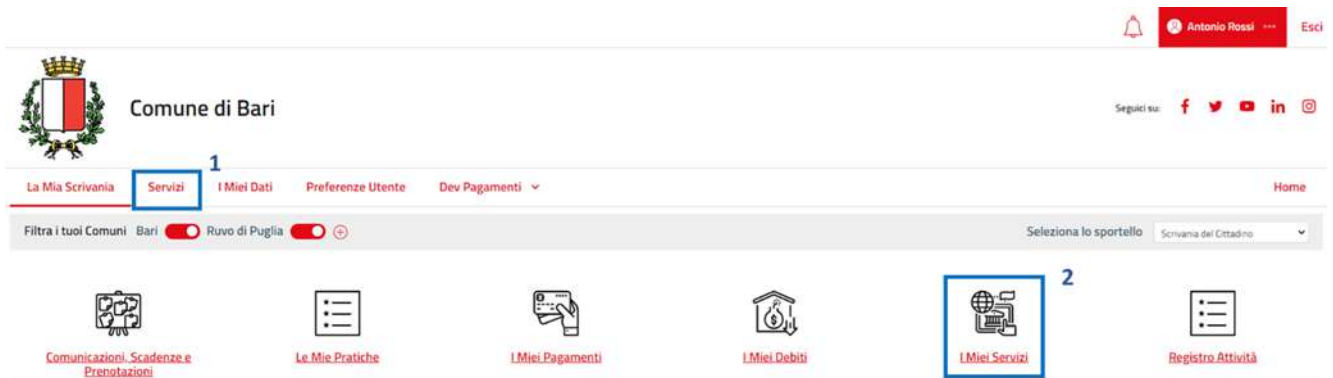 Antonio Rossi ··· Esci
Comune di Bari
Seguici su: f in
1
La Mia Scrivania Servizi I Miei Dati Preferenze Utente Dev Pagamenti Home
Filtra i tuoi Comuni Bari Ruvo di Puglia Seleziona lo sportello Scrivania del Cittadino
2
Comunicazioni, Scadenze e
Prenotazioni
Le Mie Pratiche
I Miei Pagamenti
I Miei Debiti
I Miei Servizi
Registro Attività